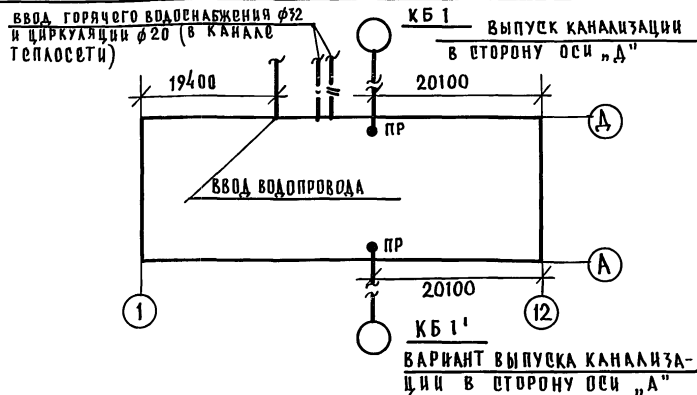 ВВОД ГОРЯЧЕГО ВОДОСНАБЖЕНИЯ ф32
И ЦИРКУЛЯЦИИ ф20 (В КАНАЛЕ
ТЕПЛОСЕТИ)
КБ 1
ВЫПУСК КАНАЛИЗАЦИИ
В СТОРОНУ ОСИ „Д"
19400
20100
ПР
Д
ВВОД ВОДОПРОВОДА
ПР
А
20100
1
12
КБ 1'
ВАРИАНТ ВЫПУСКА КАНАЛИЗА-
ЦИИ В СТОРОНУ ОСИ „А"